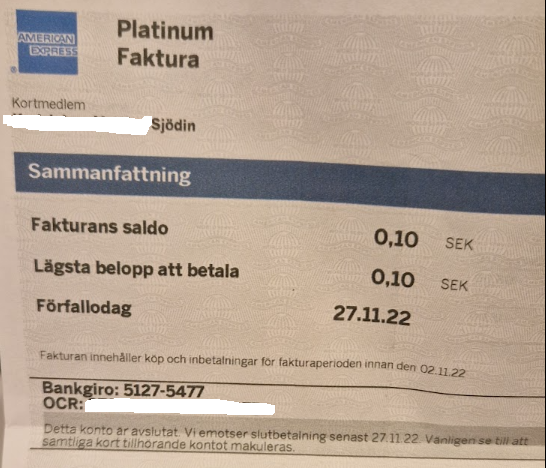 AMERICAN
EXPRESS
®
Platinum
Faktura
Kortmedlem
Sjödin
Sammanfattning
Fakturans saldo 0,10 SEK
Lägsta belopp att betala 0,10 SEK
Förfallodag 27.11.22
Fakturan innehåller köp och inbetalningar för fakturaperioden innan den 02.11.22
Bankgiro: 5127-5477
OCR:
Detta konto är avslutat. Vi emotser slutbetalning senast 27.11.22. Vänligen se till att
samtliga kort tillhörande kontot makuleras.